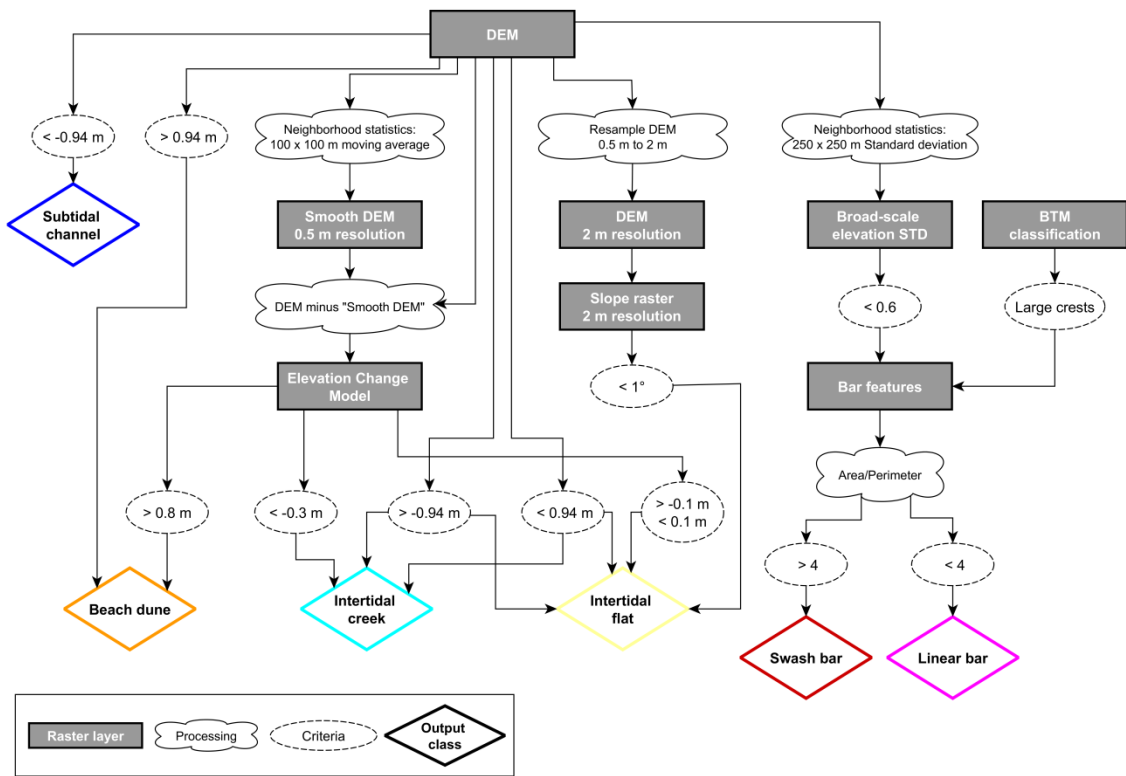 DEM
< -0.94 m
> 0.94 m
Neighborhood statistics:
100 x 100 m moving average
Resample DEM
0.5 m to 2 m
Neighborhood statistics:
250 x 250 m Standard deviation
Subtidal
channel
Smooth DEM
0.5 m resolution
DEM
2 m resolution
Broad-scale
elevation STD
BTM
classification
DEM minus "Smooth DEM"
Slope raster
2 m resolution
< 0.6
Large crests
Elevation Change
Model
< 1°
Bar features
Area/Perimeter
> 0.8 m
< -0.3 m
> -0.94 m
< 0.94 m
> -0.1 m
< 0.1 m
> 4
< 4
Beach dune
Intertidal
creek
Intertidal
flat
Swash bar
Linear bar
Raster layer
Processing
Criteria
Output
class